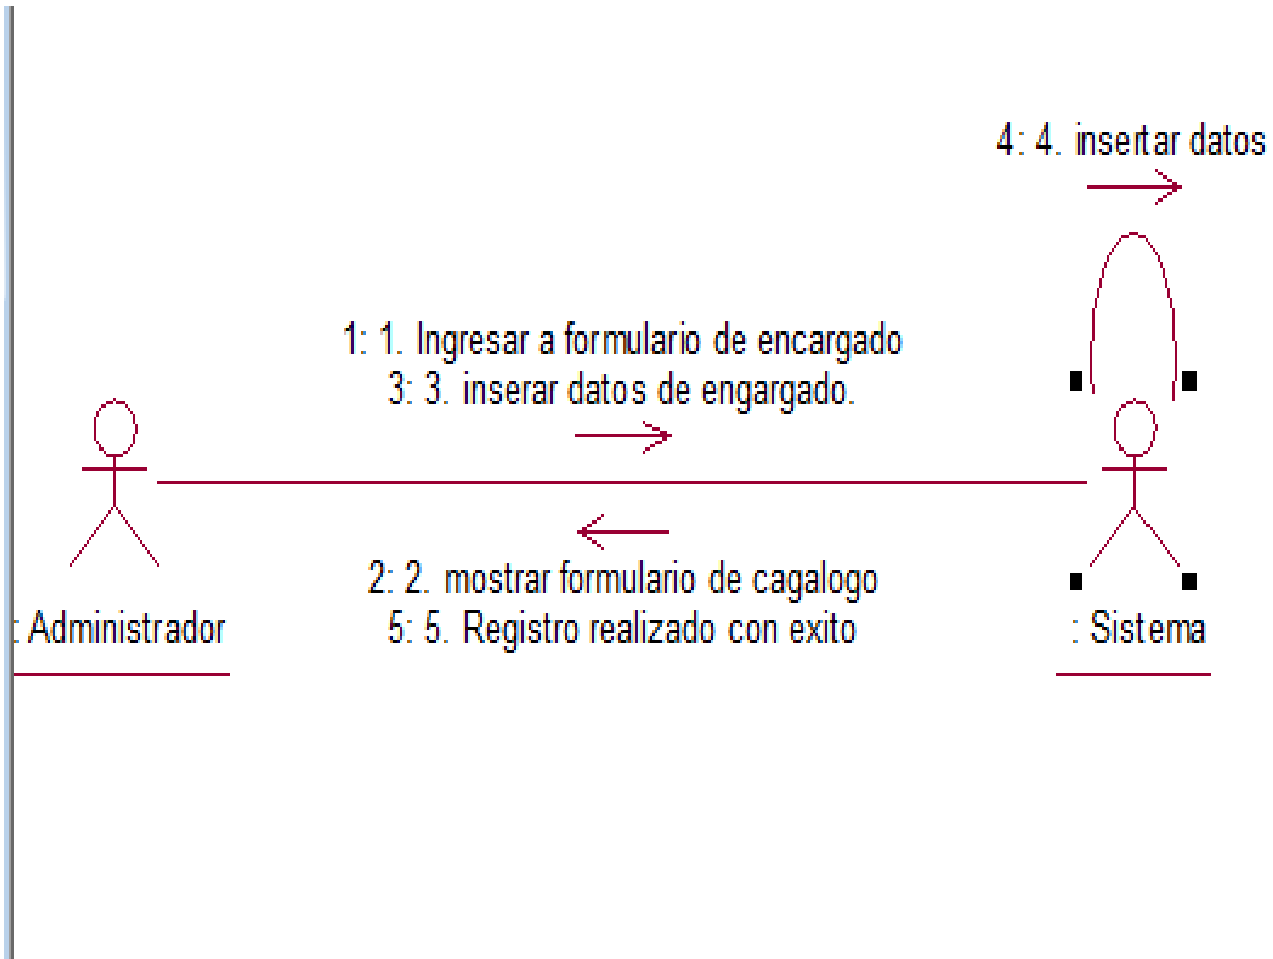 4: 4. insertar datos
1: 1. Ingresar a formulario de encargado
3: 3. inserar datos de engargado.
2: 2. mostrar formulario de cagalogo
5: 5. Registro realizado con exito
: Administrador
: Sistema